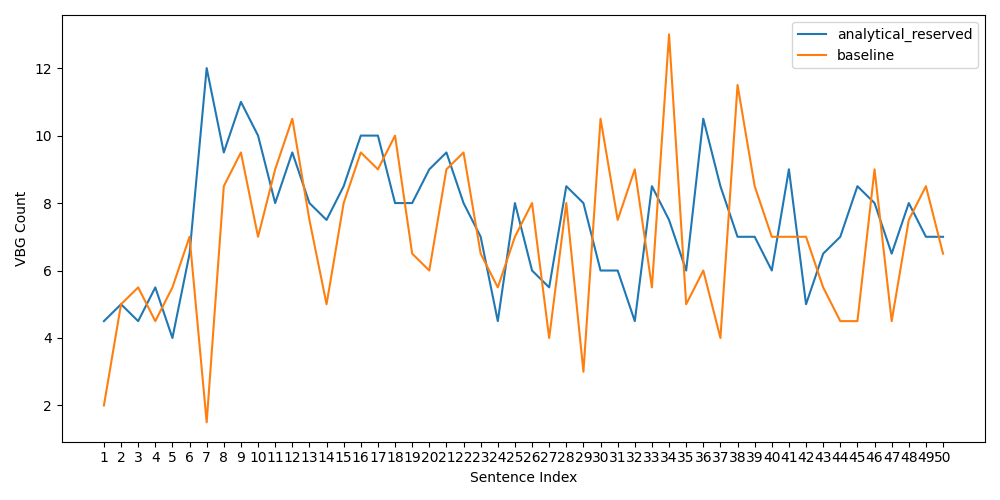 analytical_reserved
baseline
VBG Count
12
10
8
6
4
2
1 2 3 4 5 6 7 8 9 10 11 12 13 14 15 16 17 18 19 20 21 22 23 24 25 26 27 28 29 30 31 32 33 34 35 36 37 38 39 40 41 42 43 44 45 46 47 48 49 50
Sentence Index